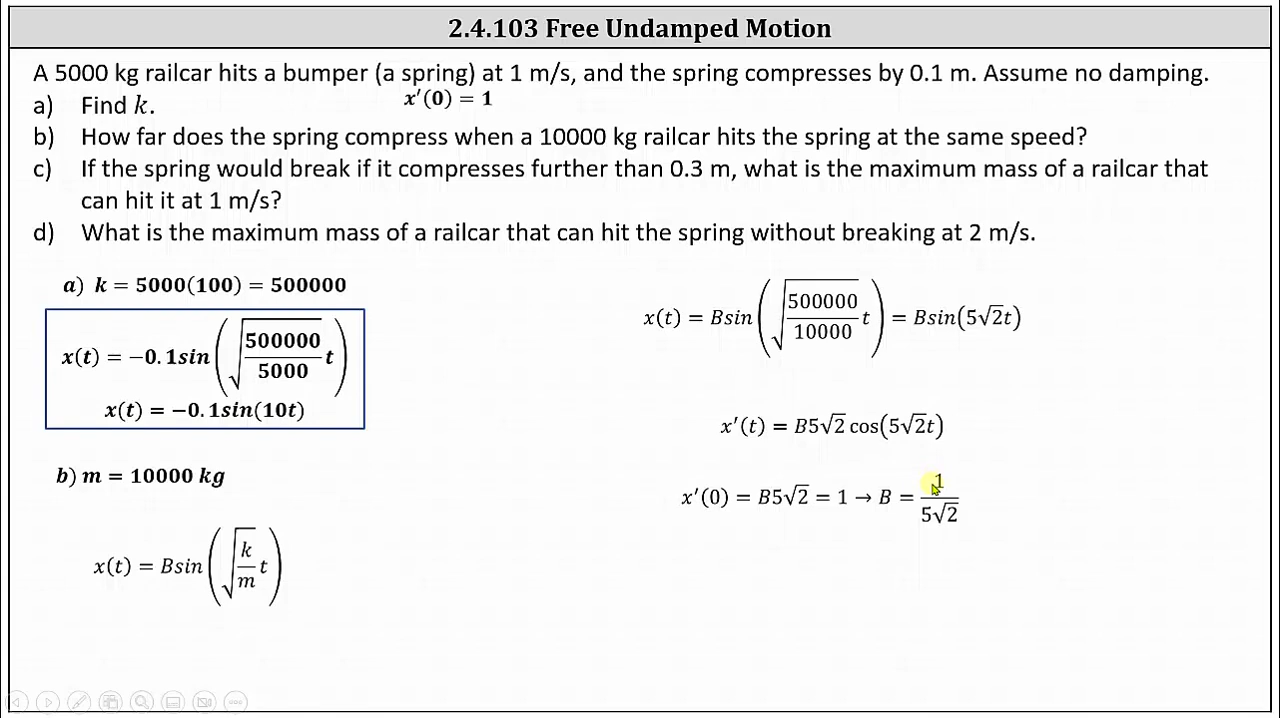 2.4.103 Free Undamped Motion
A 5000 kg railcar hits a bumper (a spring) at 1 m/s, and the spring compresses by 0.1 m. Assume no damping.
a) Find k.
x′(0) = 1
b) How far does the spring compress when a 10000 kg railcar hits the spring at the same speed?
c) If the spring would break if it compresses further than 0.3 m, what is the maximum mass of a railcar that
can hit it at 1 m/s?
d) What is the maximum mass of a railcar that can hit the spring without breaking at 2 m/s.
a) k = 5000(100) = 500000
x(t) = −0.1sin(√(500000/5000) t)
x(t) = −0.1sin(10t)
b) m = 10000 kg
x(t) = Bsin(√(k/m) t)
x(t) = Bsin(√(500000/10000) t) = Bsin(5√2t)
x′(t) = B5√2 cos(5√2t)
x′(0) = B5√2 = 1 → B = 1/(5√2)